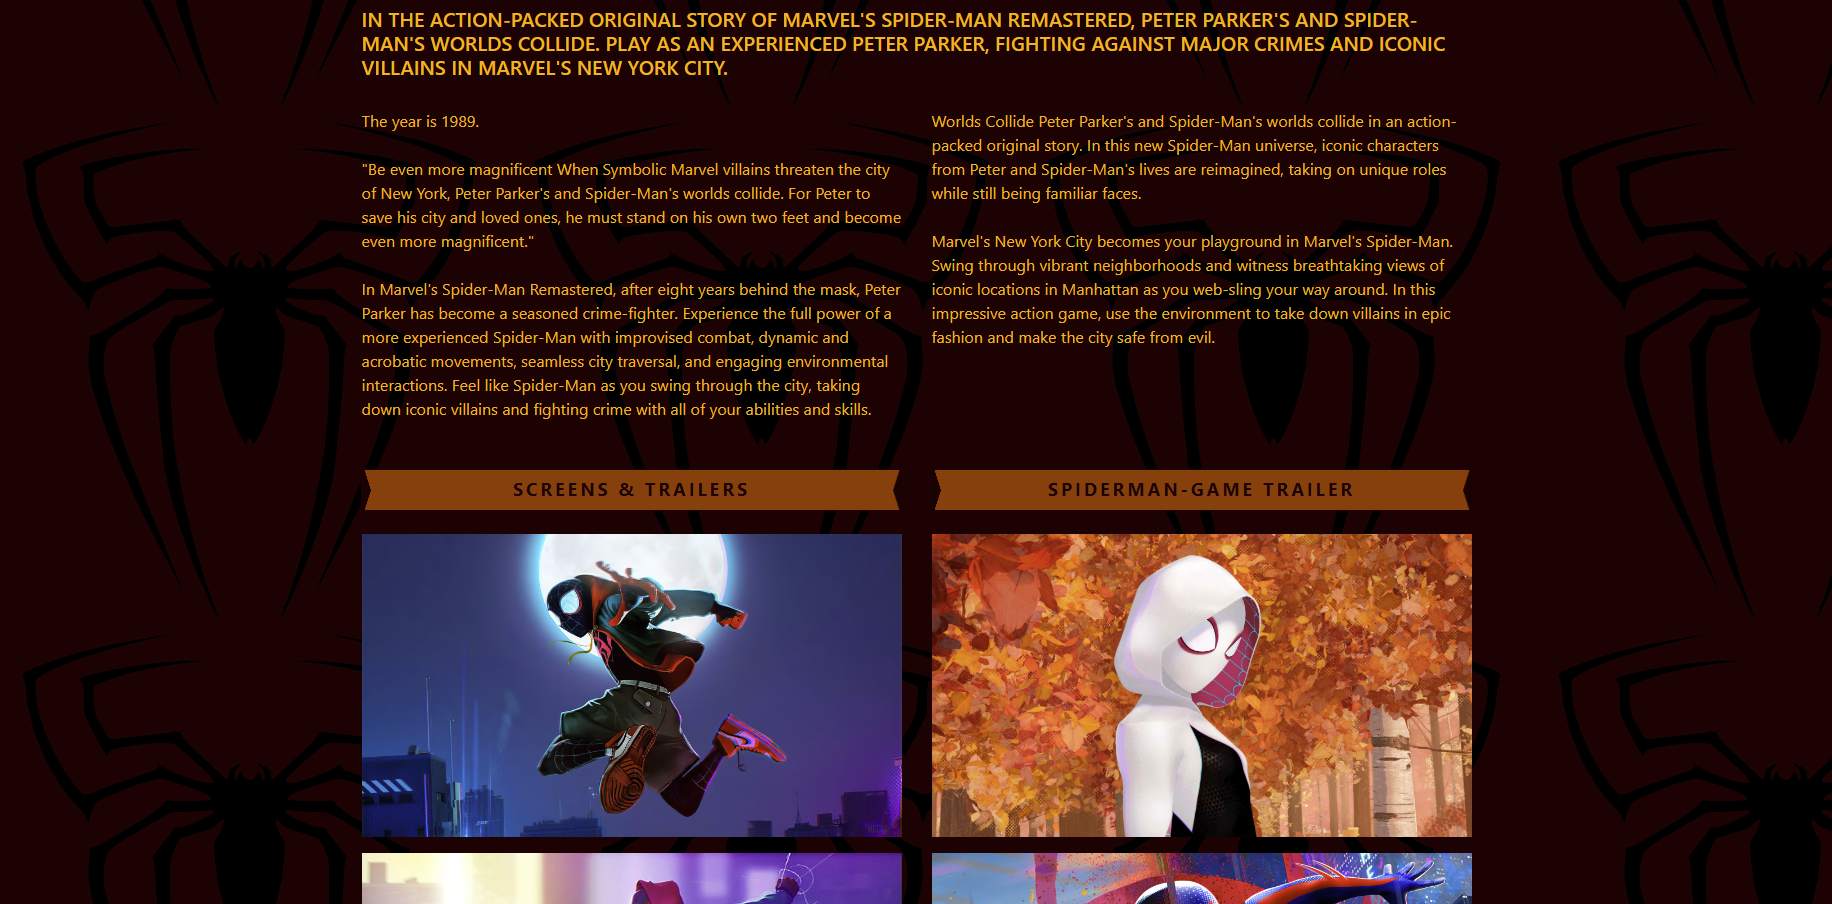 IN THE ACTION-PACKED ORIGINAL STORY OF MARVEL'S SPIDER-MAN REMASTERED, PETER PARKER'S AND SPIDER-
MAN'S WORLDS COLLIDE. PLAY AS AN EXPERIENCED PETER PARKER, FIGHTING AGAINST MAJOR CRIMES AND ICONIC
VILLAINS IN MARVEL'S NEW YORK CITY.
The year is 1989.
"Be even more magnificent When Symbolic Marvel villains threaten the city
of New York, Peter Parker's and Spider-Man's worlds collide. For Peter to
save his city and loved ones, he must stand on his own two feet and become
even more magnificent."
In Marvel's Spider-Man Remastered, after eight years behind the mask, Peter
Parker has become a seasoned crime-fighter. Experience the full power of a
more experienced Spider-Man with improvised combat, dynamic and
acrobatic movements, seamless city traversal, and engaging environmental
interactions. Feel like Spider-Man as you swing through the city, taking
down iconic villains and fighting crime with all of your abilities and skills.
Worlds Collide Peter Parker's and Spider-Man's worlds collide in an action-
packed original story. In this new Spider-Man universe, iconic characters
from Peter and Spider-Man's lives are reimagined, taking on unique roles
while still being familiar faces.
Marvel's New York City becomes your playground in Marvel's Spider-Man.
Swing through vibrant neighborhoods and witness breathtaking views of
iconic locations in Manhattan as you web-sling your way around. In this
impressive action game, use the environment to take down villains in epic
fashion and make the city safe from evil.
SCREENS & TRAILERS
SPIDERMAN-GAME TRAILER